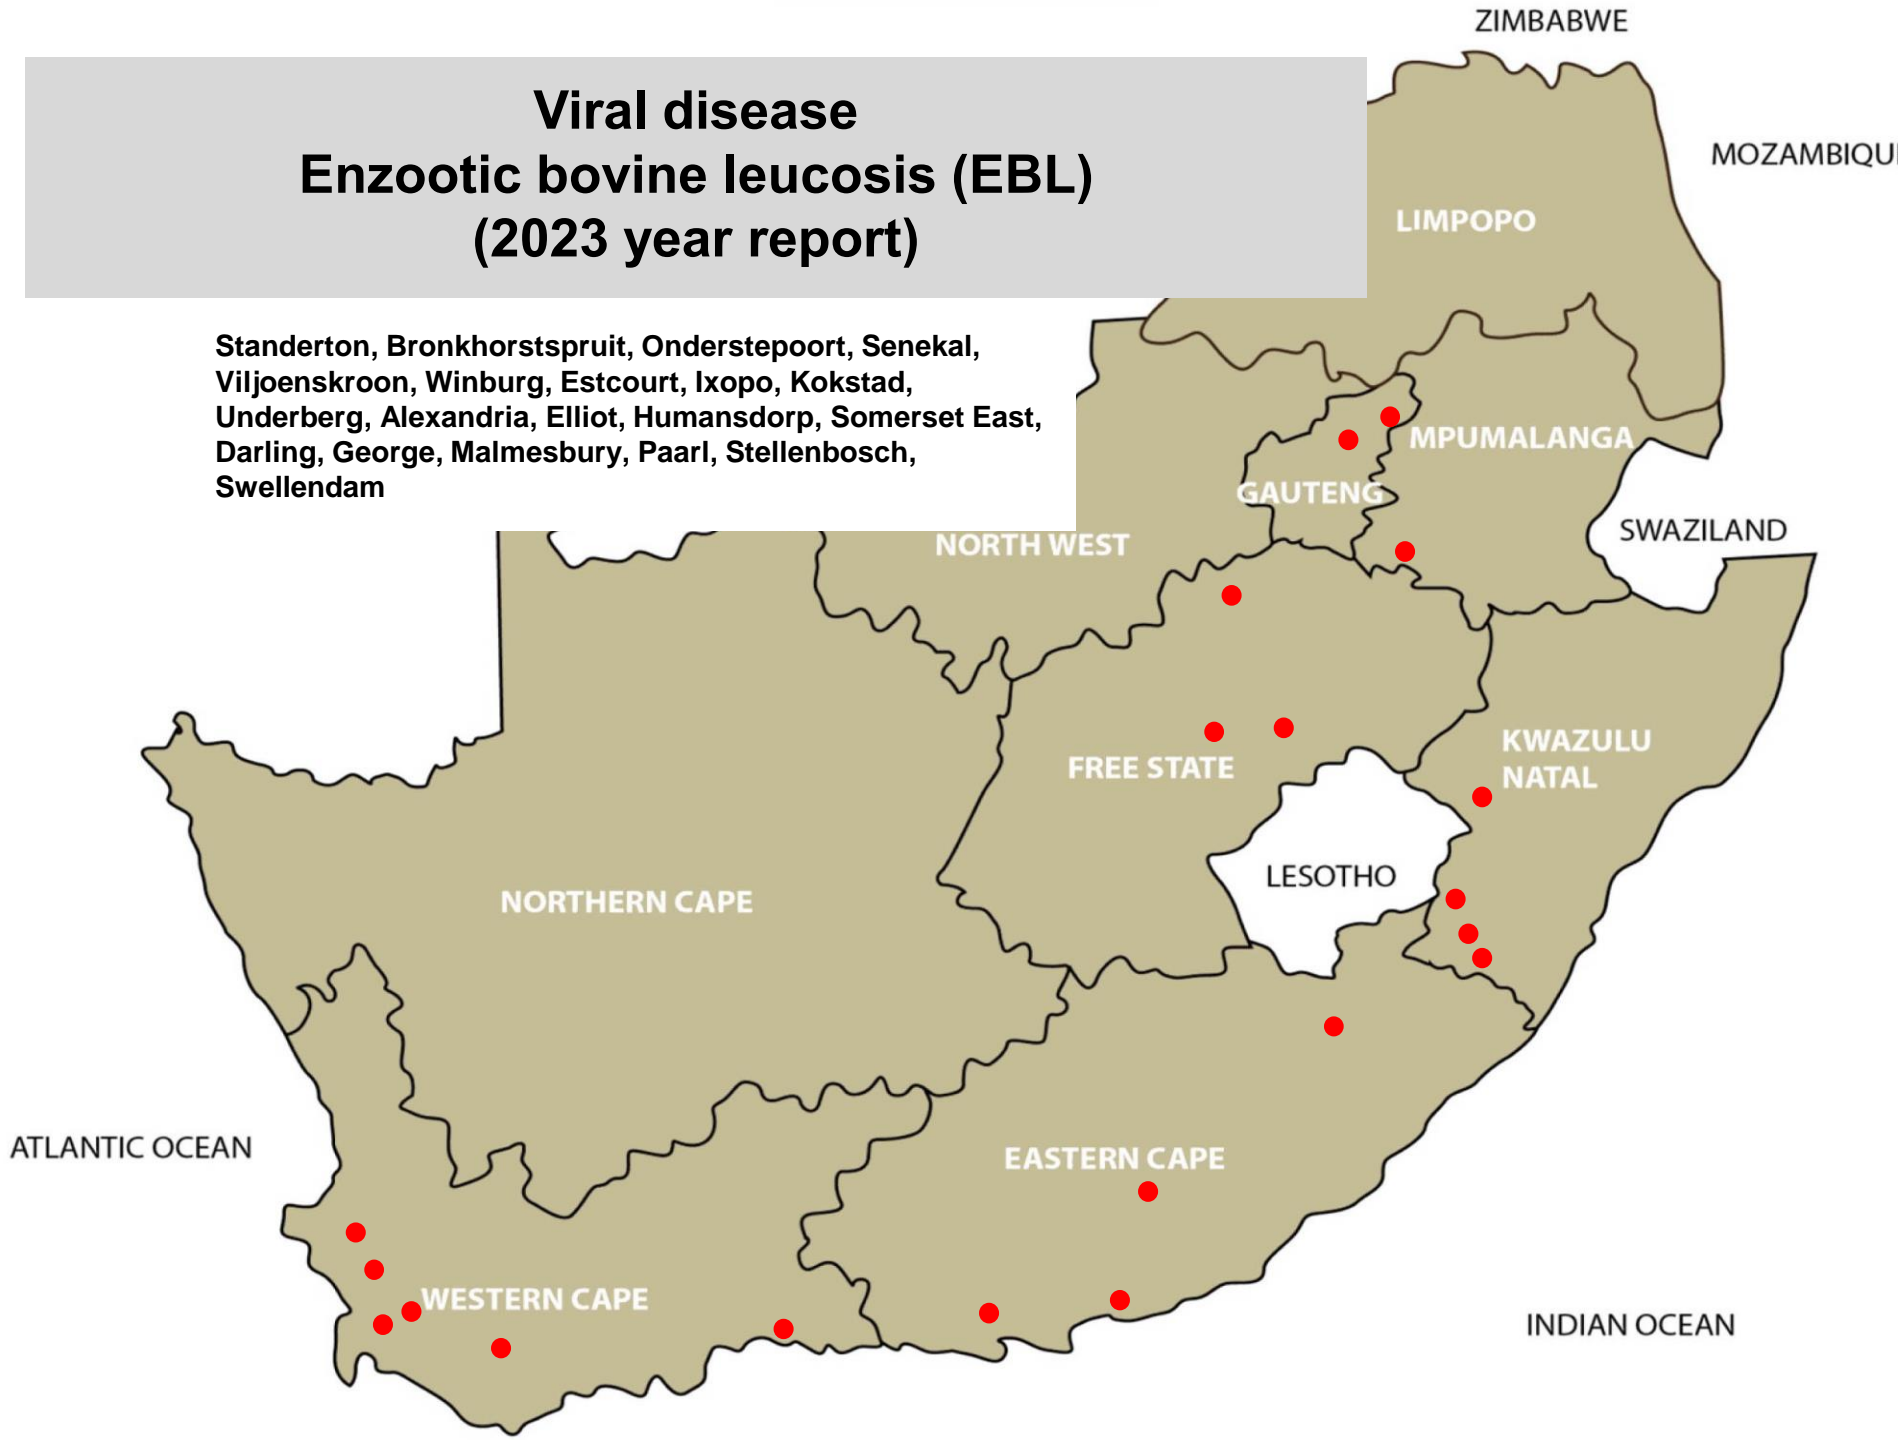 ZIMBABWE
Viral disease
Enzootic bovine leucosis (EBL)
(2023 year report)
MOZAMBIQU
LIMPOPO
Standerton, Bronkhorstspruit, Onderstepoort, Senekal,
Viljoenskroon, Winburg, Estcourt, Ixopo, Kokstad,
Underberg, Alexandria, Elliot, Humansdorp, Somerset East,
Darling, George, Malmesbury, Paarl, Stellenbosch,
Swellendam
MPUMALANGA
GAUTENG
SWAZILAND
NORTH WEST
KWAZULU
NATAL
FREE STATE
LESOTHO
NORTHERN CAPE
ATLANTIC OCEAN
EASTERN CAPE
WESTERN CAPE
INDIAN OCEAN